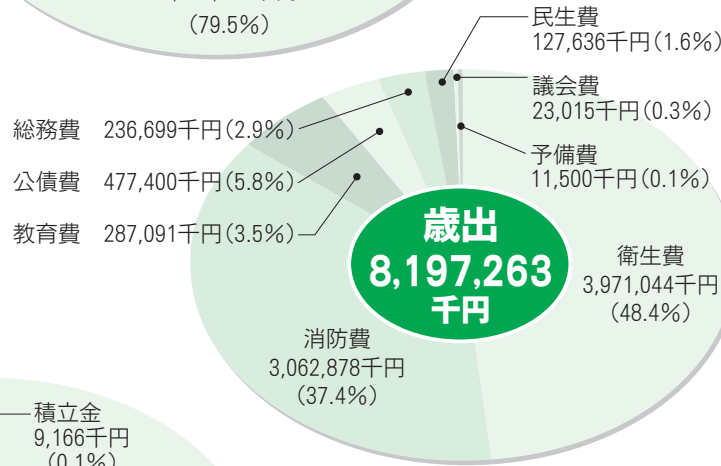 (79.5%)
民生費
127,636千円(1.6%)
議会費
23,015千円(0.3%)
予備費
11,500千円(0.1%)
総務費 236,699千円(2.9%)
公債費 477,400千円(5.8%)
教育費 287,091千円(3.5%)
歳出
8,197,263
千円
衛生費
3,971,044千円
(48.4%)
消防費
3,062,878千円
(37.4%)
積立金
9,166千円
(0.1%)